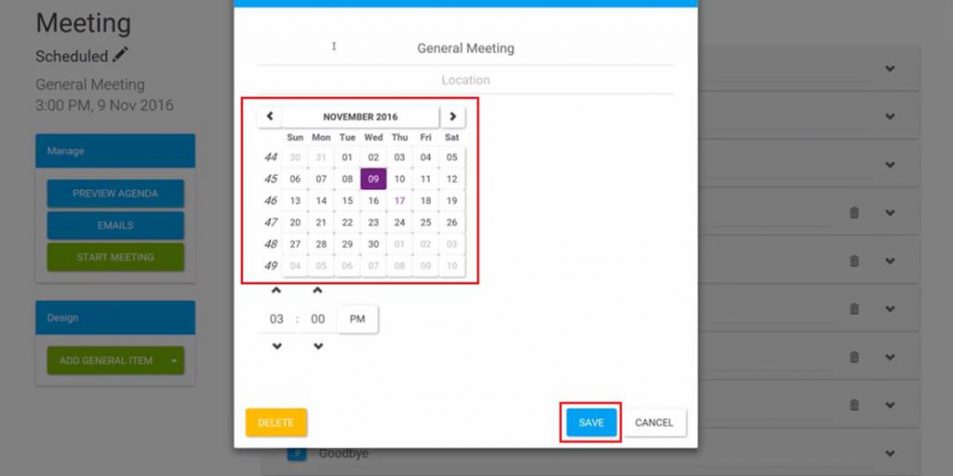 Meeting
Scheduled
General Meeting
3:00 PM, 9 Nov 2016
Manage
PREVIEW AGENDA
EMAILS
START MEETING
Design
ADD GENERAL ITEM
General Meeting
Location
NOVEMBER 2016
Sun Mon Tue Wed Thu Fri Sat
44 30 31 01 02 03 04 05
45 06 07 08 09 10 11 12
46 13 14 15 16 17 18 19
47 20 21 22 23 24 25 26
48 27 28 29 30 01 02 03
49 04 05 06 07 08 09 10
03 : 00 PM
DELETE SAVE CANCEL
Goodbye